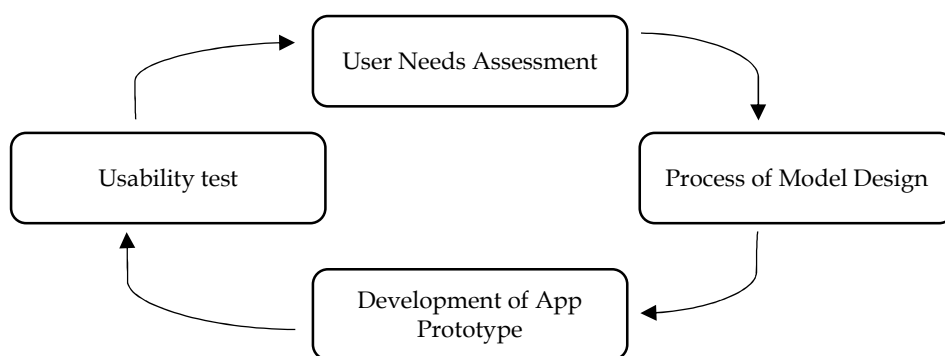 User Needs Assessment
Usability test
Process of Model Design
Development of App
Prototype